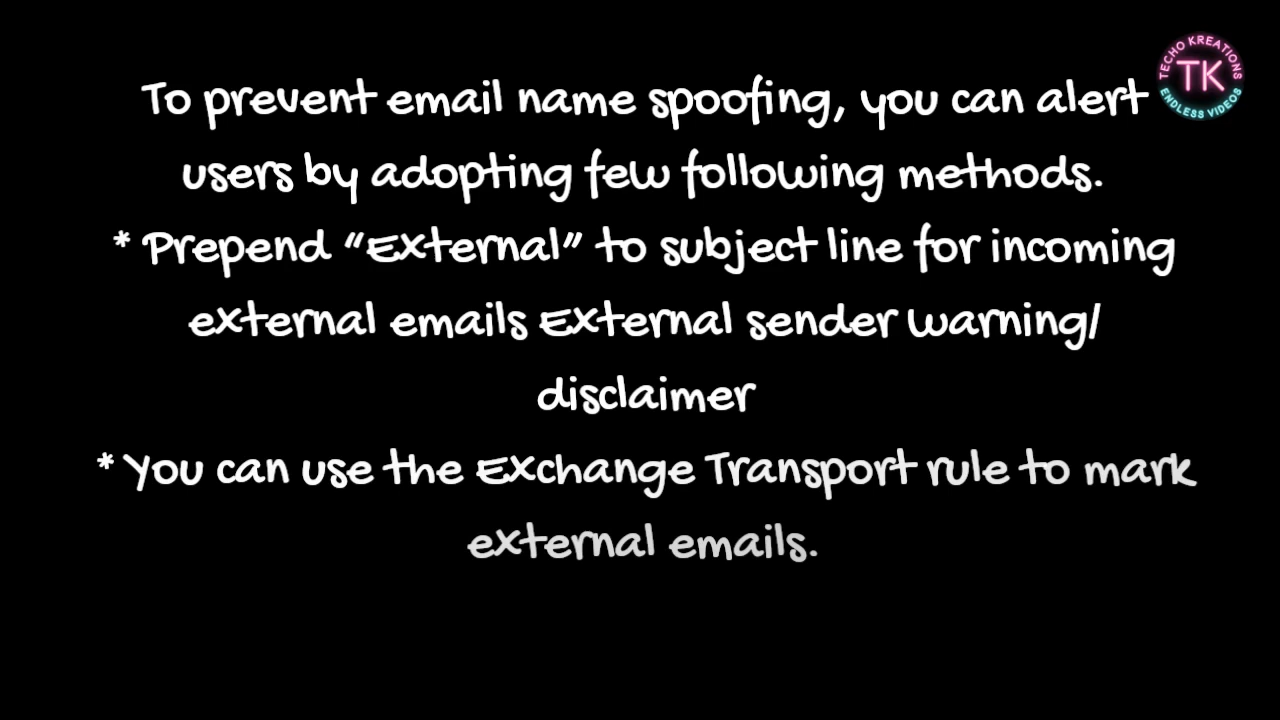 TECHO KREATIONS
TK
ENDLESS VIDEOS
To prevent email name spoofing, you can alert
users by adopting few following methods.
* Prepend “External” to subject line for incoming
external emails External sender warning/
disclaimer
* You can use the Exchange Transport rule to mark
external emails.